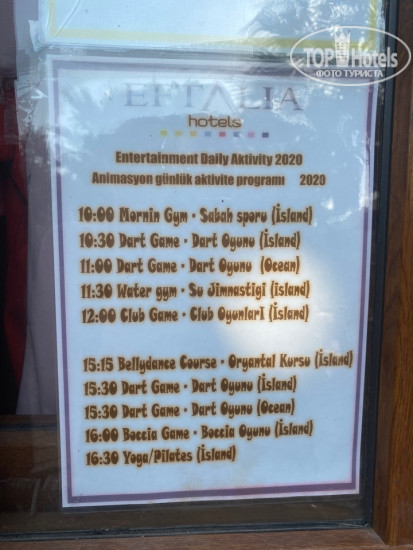 TOPHotels
ФОТО ТУРИСТА
EFTALIA
hotels
Entertainment Daily Aktivity 2020
Animasyon günlük aktivite programı 2020
10:00 Mornin Gym • Sabah sporu (İsland)
10:30 Dart Game • Dart Oyunu (İsland)
11:00 Dart Game • Dart Oyunu (Ocean)
11:30 Water gym • Su Jimnastigi (İsland)
12:00 Club Game • Club Oyunları (İsland)
15:15 Bellydance Course • Oryantal Kursu (İsland)
15:30 Dart Game • Dart Oyunu (İsland)
15:30 Dart Game • Dart Oyunu (Ocean)
16:00 Boccia Game • Boccia Oyunu (İsland)
16:30 Yoga/Pilates (İsland)